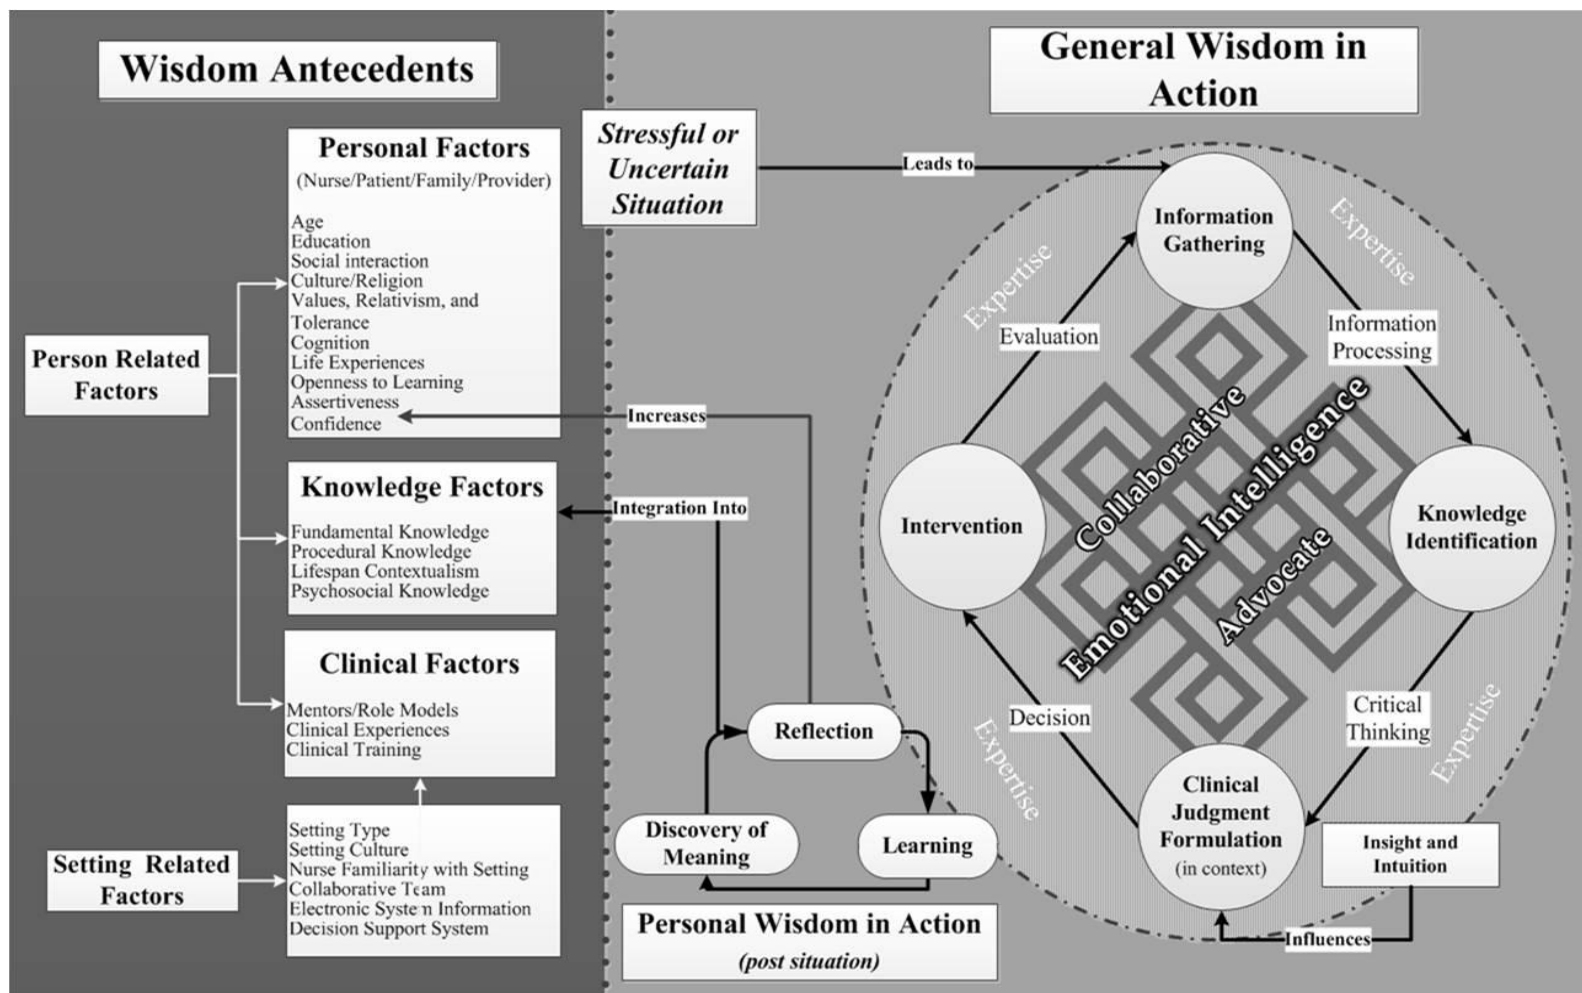 Wisdom Antecedents
Personal Factors
(Nurse/Patient/Family/Provider)
Age
Education
Social interaction
Culture/Religion
Values, Relativism, and
Tolerance
Cognition
Life Experiences
Openness to Learning
Assertiveness
Confidence
Person Related
Factors
Knowledge Factors
Fundamental Knowledge
Procedural Knowledge
Lifespan Contextualism
Psychosocial Knowledge
Clinical Factors
Mentors/Role Models
Clinical Experiences
Clinical Training
Setting Related
Factors
Setting Type
Setting Culture
Nurse Familiarity with Setting
Collaborative Team
Electronic System Information
Decision Support System
General Wisdom in
Action
Stressful or
Uncertain
Situation
Leads to
Information
Gathering
Expertise
Expertise
Evaluation
Information
Processing
Increases
Integration Into
Intervention
Collaborative
Emotional Intelligence
Advocate
Knowledge
Identification
Decision
Critical
Thinking
Expertise
Expertise
Reflection
Discovery of
Meaning
Learning
Clinical
Judgment
Formulation
(in context)
Insight and
Intuition
Influences
Personal Wisdom in Action
(post situation)